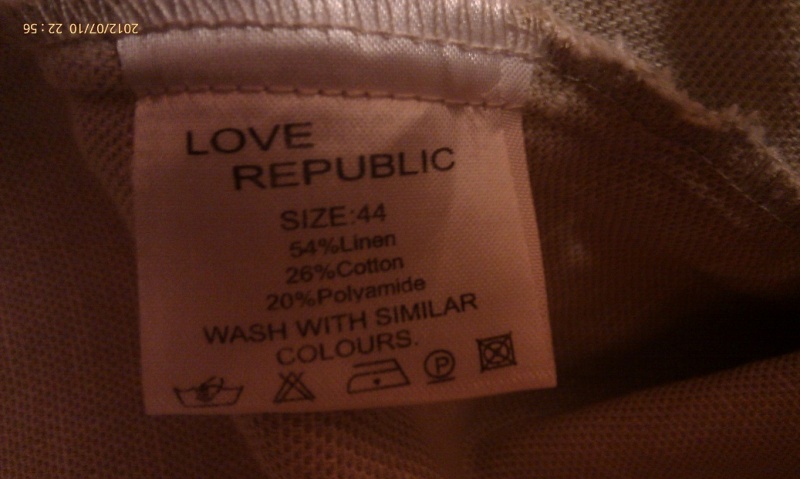 2012/07/10 22:56
LOVE
REPUBLIC
SIZE:44
54%Linen
26%Cotton
20%Polyamide
WASH WITH SIMILAR
COLOURS.
P